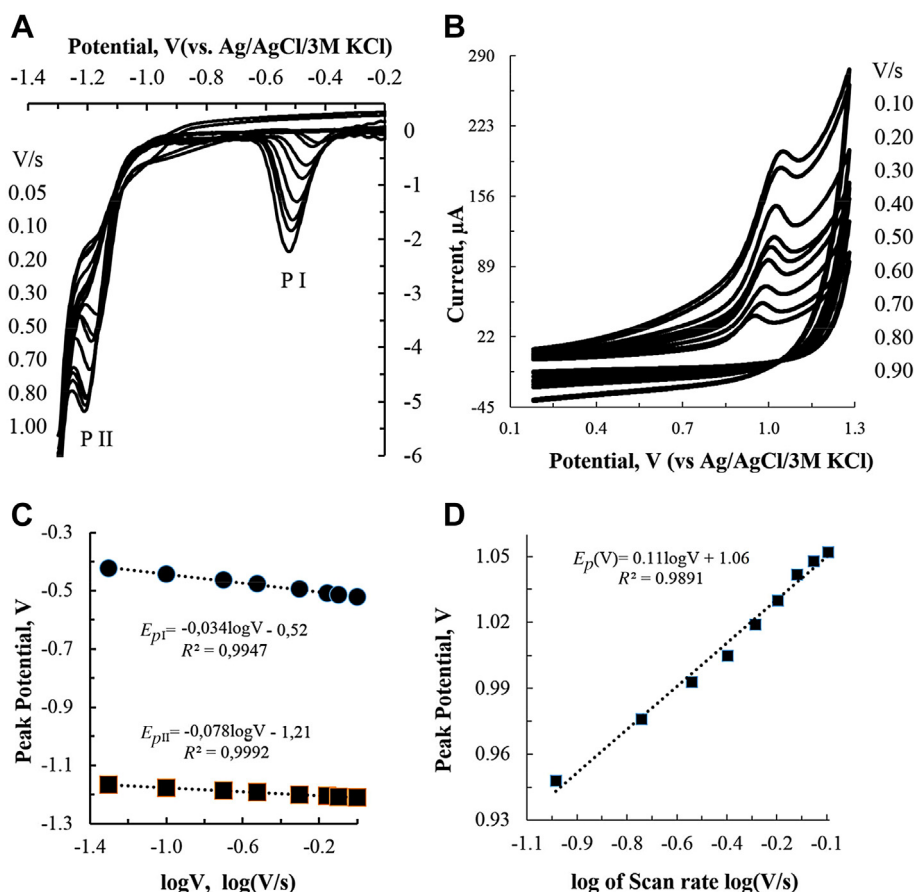 A
Potential, V(vs. Ag/AgCl/3M KCl)
-1.4 -1.2 -1.0 -0.8 -0.6 -0.4 -0.2
0
-1
-2
-3
-4
-5
-6
V/s
0.05
0.10
0.20
0.30
0.50
0.70
0.80
1.00
P I
P II
B
290
223
156
89
22
-45
Current, µA
0.1 0.4 0.7 1.0 1.3
Potential, V (vs Ag/AgCl/3M KCl)
V/s
0.10
0.20
0.30
0.40
0.50
0.60
0.70
0.80
0.90
C
-0.3
-0.5
-0.7
-0.9
-1.1
-1.3
Peak Potential, V
EpI= -0,034logV - 0,52
R² = 0,9947
EpII= -0,078logV - 1,21
R² = 0,9992
-1.4 -1.0 -0.6 -0.2
logV, log(V/s)
D
1.05
1.02
0.99
0.96
0.93
Peak Potential, V
Ep(V)= 0.11logV + 1.06
R² = 0.9891
-1.1 -0.9 -0.8 -0.6 -0.4 -0.2 -0.1
log of Scan rate log(V/s)